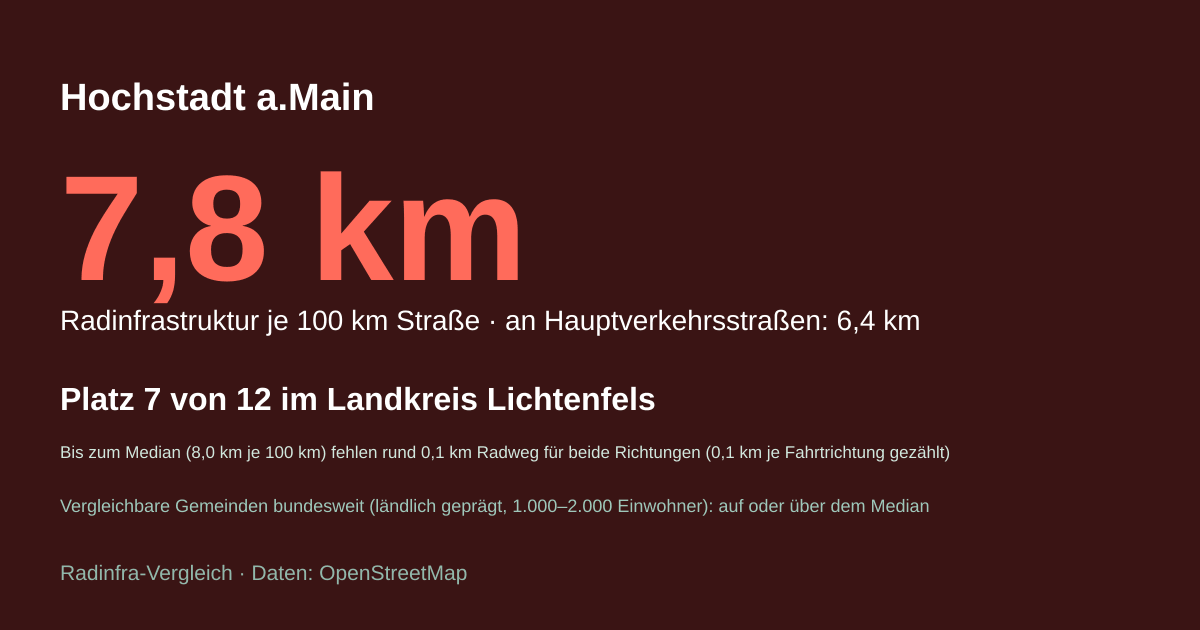 Hochstadt a.Main
7,8 km
Radinfrastruktur je 100 km Straße · an Hauptverkehrsstraßen: 6,4 km
Platz 7 von 12 im Landkreis Lichtenfels
Bis zum Median (8,0 km je 100 km) fehlen rund 0,1 km Radweg für beide Richtungen (0,1 km je Fahrtrichtung gezählt)
Vergleichbare Gemeinden bundesweit (ländlich geprägt, 1.000–2.000 Einwohner): auf oder über dem Median
Radinfra-Vergleich · Daten: OpenStreetMap